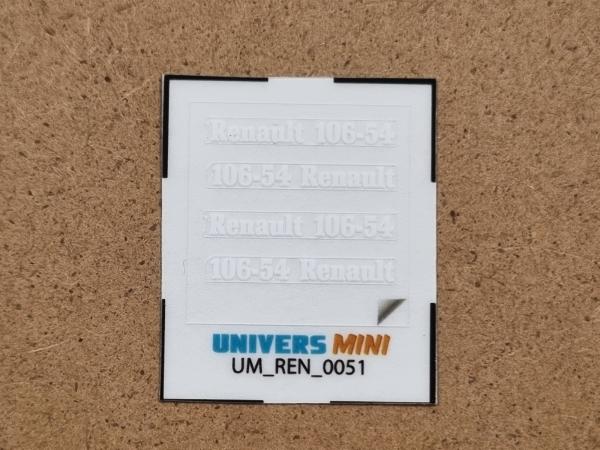 Renault 106-54
106-54 Renault
Renault 106-54
106-54 Renault
UNIVERS MINI
UM_REN_0051